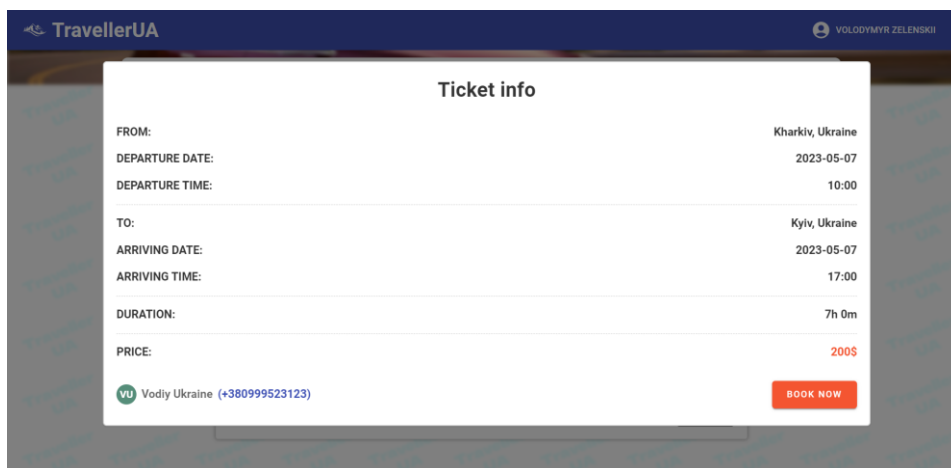 TravellerUA
VOLODYMYR ZELENSKII
Ticket info
FROM: Kharkiv, Ukraine
DEPARTURE DATE: 2023-05-07
DEPARTURE TIME: 10:00
TO: Kyiv, Ukraine
ARRIVING DATE: 2023-05-07
ARRIVING TIME: 17:00
DURATION: 7h 0m
PRICE: 200$
VU Vodiy Ukraine (+380999523123)
BOOK NOW